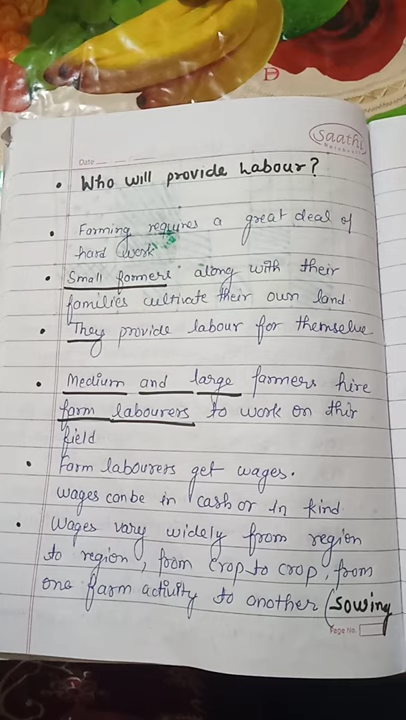 Saathi
Notebooks
Date
• Who will provide Labour?
• Farming requires a great deal of
hard work
• Small formers along with their
families cultivate their own land
• They provide labour for themselve
• Medium and large farmers hire
farm labourers to work on thir
field
• Farm labourers get wages.
wages can be in cash or in kind
• Wages vary widely from region
to region, from crop to crop, from
one farm activity to another (sowing
Page No.